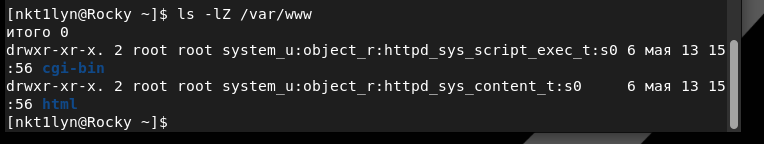 [nkt1lyn@Rocky ~]$ ls -lZ /var/www
итого 0
drwxr-xr-x. 2 root root system_u:object_r:httpd_sys_script_exec_t:s0 6 мая 13 15
:56 cgi-bin
drwxr-xr-x. 2 root root system_u:object_r:httpd_sys_content_t:s0     6 мая 13 15
:56 html
[nkt1lyn@Rocky ~]$